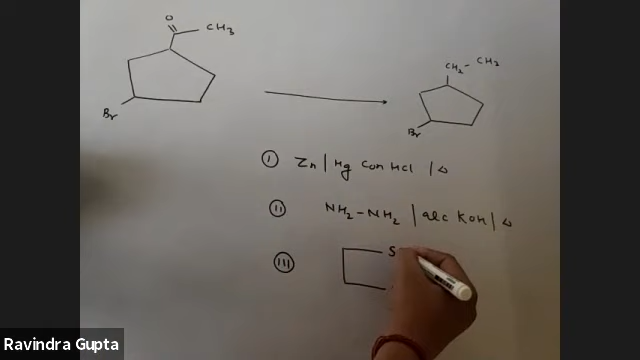 O
CH3
Br
CH2 - CH3
Br
I Zn | Hg Con HCl | Δ
II NH2-NH2 | alc KOH | Δ
III S
Ravindra Gupta